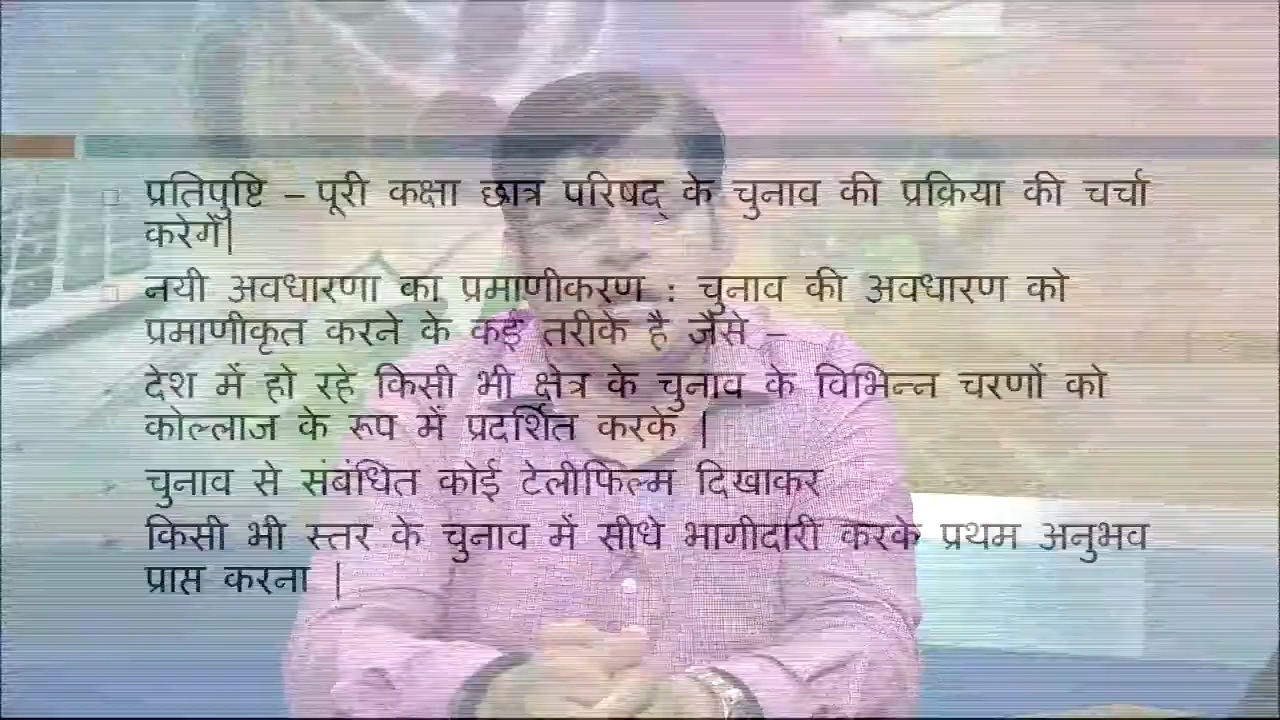 प्रतिपुष्टि – पूरी कक्षा छात्र परिषद् के चुनाव की प्रक्रिया की चर्चा
करेगें|
नयी अवधारणा का प्रमाणीकरण : चुनाव की अवधारण को
प्रमाणीकृत करने के कई तरीके है जैसे –
देश में हो रहे किसी भी क्षेत्र के चुनाव के विभिन्न चरणों को
कोल्लाज के रूप में प्रदर्शित करके |
चुनाव से संबंधित कोई टेलीफिल्म दिखाकर
किसी भी स्तर के चुनाव में सीधे भागीदारी करके प्रथम अनुभव
प्राप्त करना |